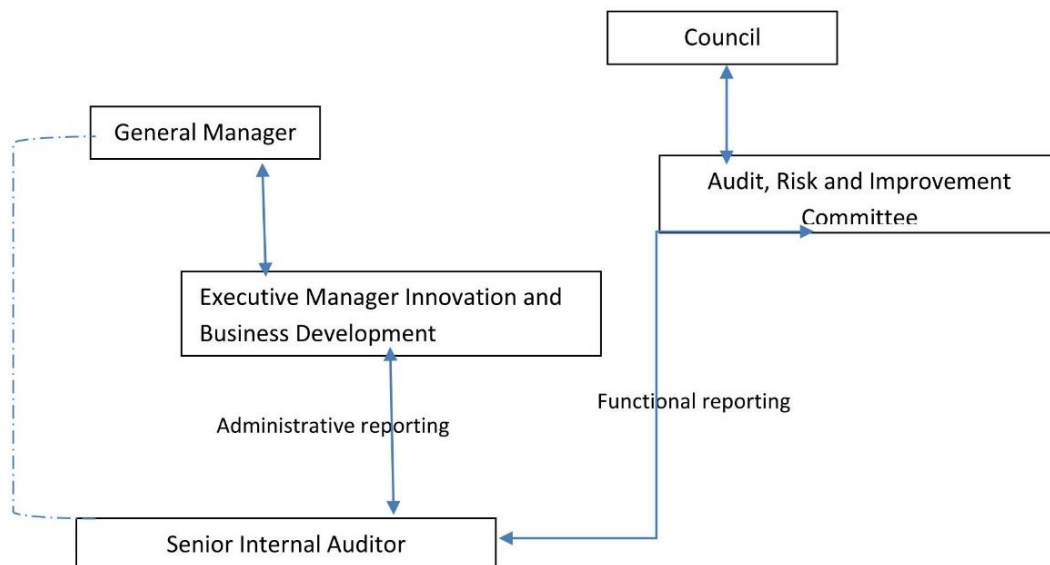 Council
General Manager
Audit, Risk and Improvement
Committee
Executive Manager Innovation and
Business Development
Functional reporting
Administrative reporting
Senior Internal Auditor